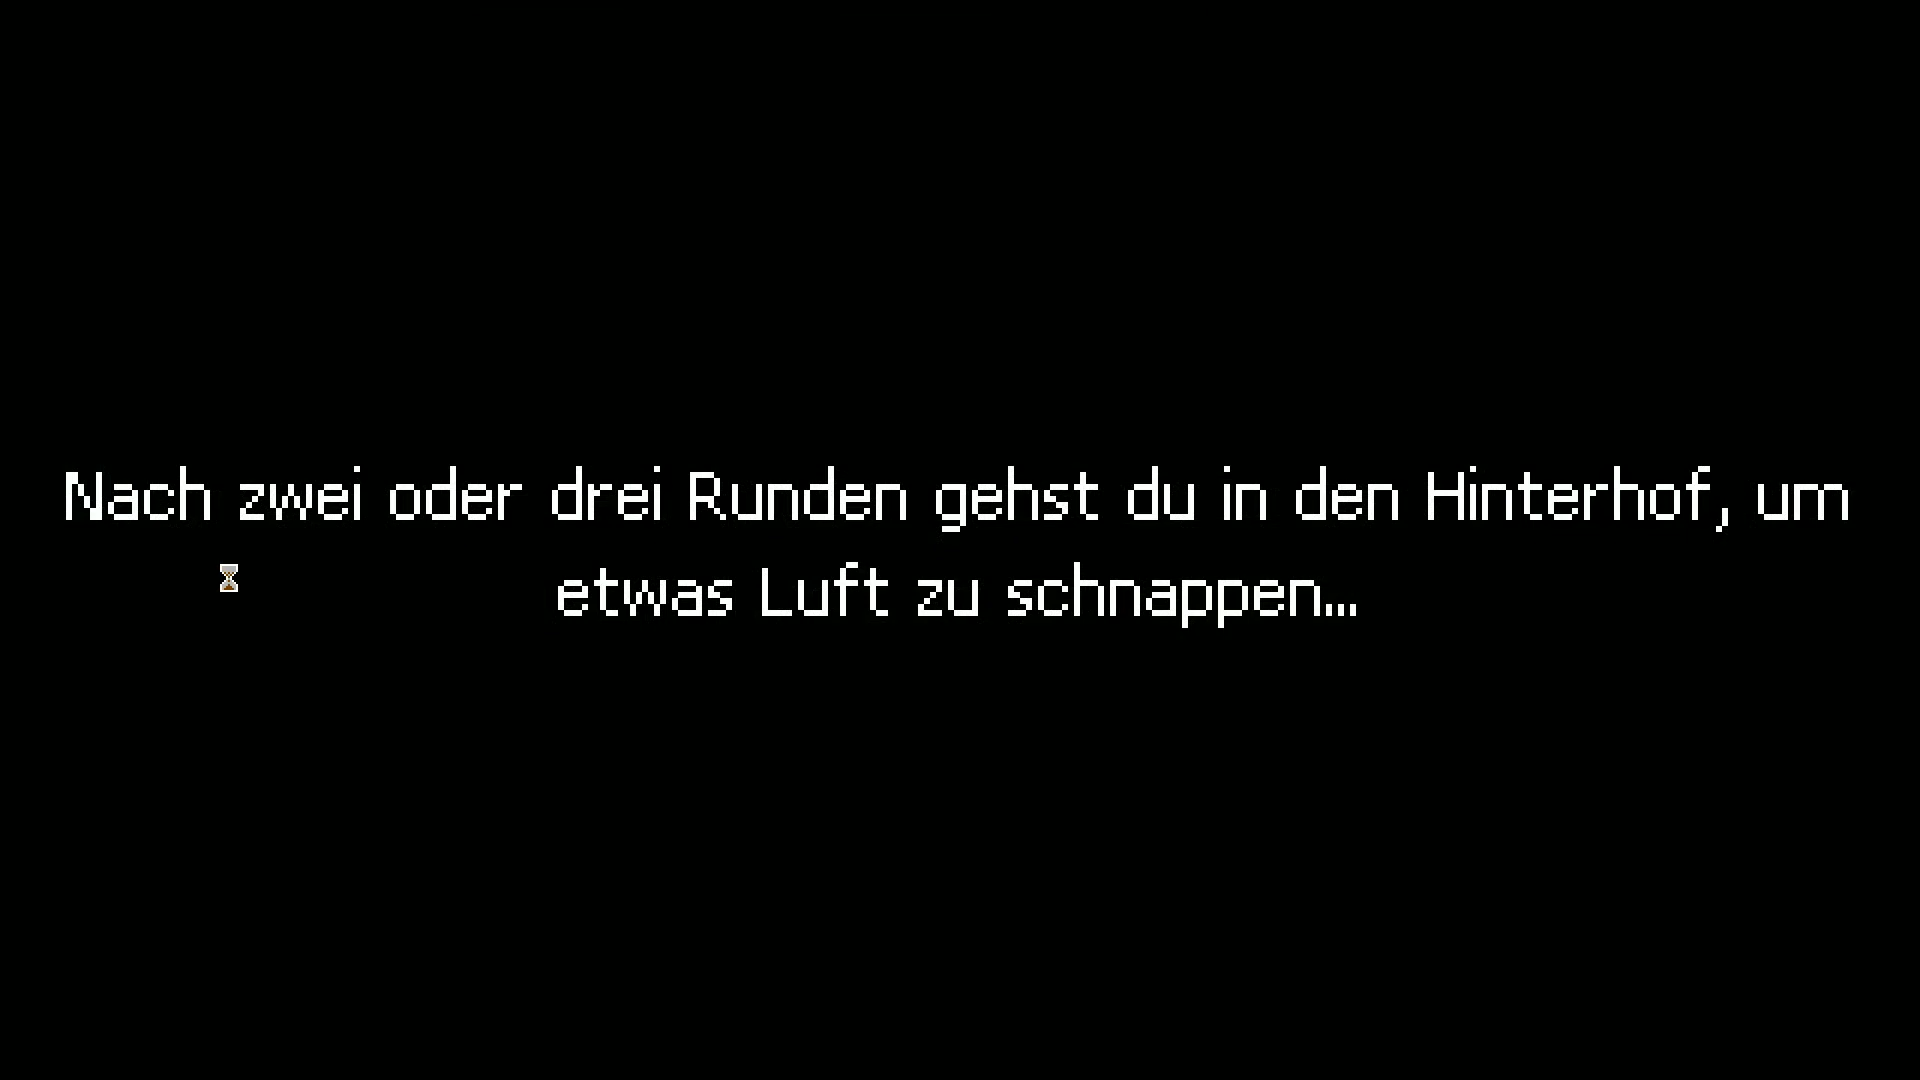 Nach zwei oder drei Runden gehst du in den Hinterhof, um
etwas Luft zu schnappen...